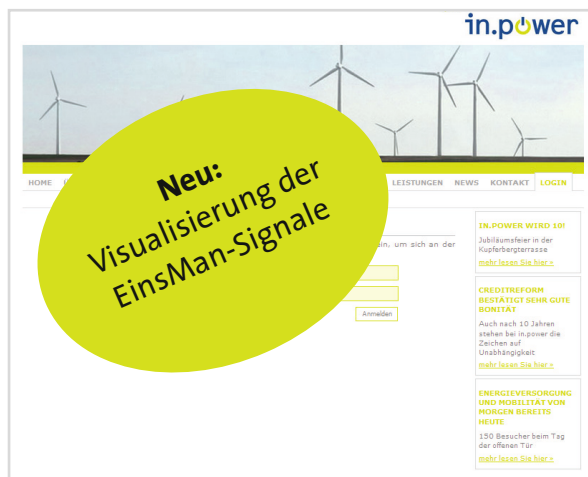 in.power
HOME
LEISTUNGEN NEWS KONTAKT LOGIN
Neu:
Visualisierung der
EinsMan-Signale
ein, um sich an der
Anmelden
IN.POWER WIRD 10!
Jubiläumsfeier in der
Kupferbergterrasse
mehr lesen Sie hier »
CREDITREFORM
BESTÄTIGT SEHR GUTE
BONITÄT
Auch nach 10 Jahren
stehen bei in.power die
Zeichen auf
Unabhängigkeit
mehr lesen Sie hier »
ENERGIEVERSORGUNG
UND MOBILITÄT VON
MORGEN BEREITS
HEUTE
150 Besucher beim Tag
der offenen Tür
mehr lesen Sie hier »